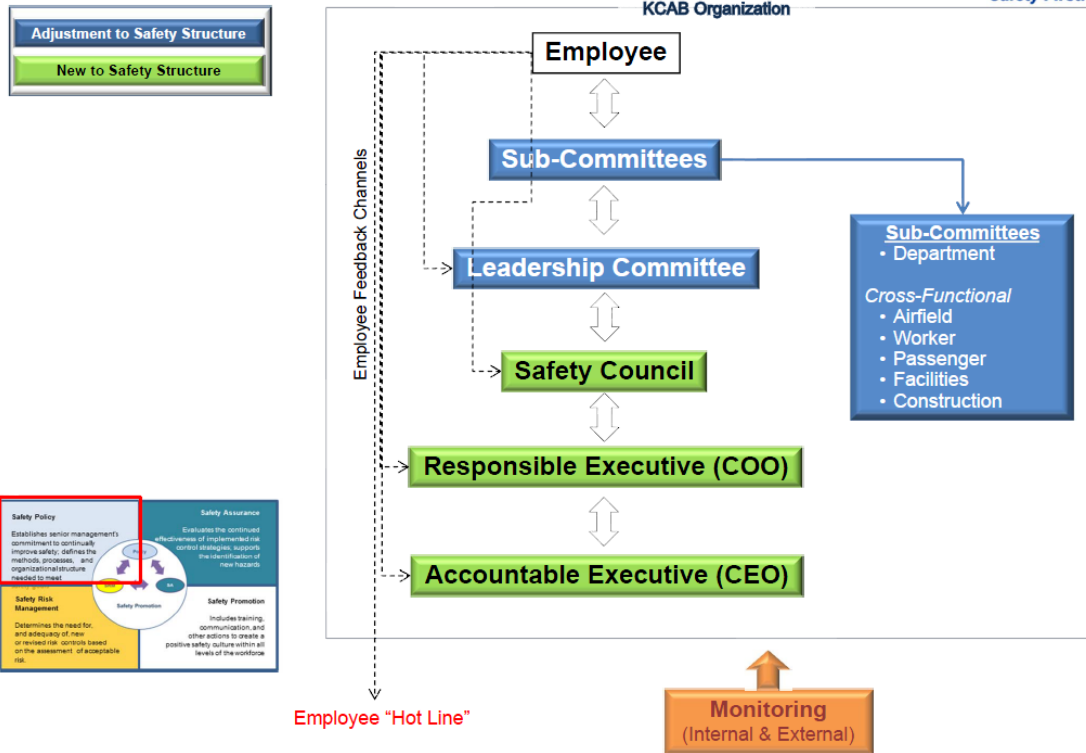 KCAB Organization
Adjustment to Safety Structure
New to Safety Structure
Employee
Sub-Committees
Leadership Committee
Safety Council
Responsible Executive (COO)
Accountable Executive (CEO)
Employee Feedback Channels
Sub-Committees
• Department
Cross-Functional
• Airfield
• Worker
• Passenger
• Facilities
• Construction
Safety Policy
Establishes senior management's
commitment to continually
improve safety; defines the
methods, processes, and
organizational structure
needed to meet
Safety Assurance
Evaluates the continued
effectiveness of implemented risk
control strategies; supports
the identification of
new hazards
Policy
SA
Safety Promotion
Safety Risk
Management
Determines the need for,
and adequacy of, new
or revised risk controls based
on the assessment of acceptable
risk.
Safety Promotion
Includes training,
communication, and
other actions to create a
positive safety culture within all
levels of the workforce
Employee “Hot Line”
Monitoring
(Internal & External)